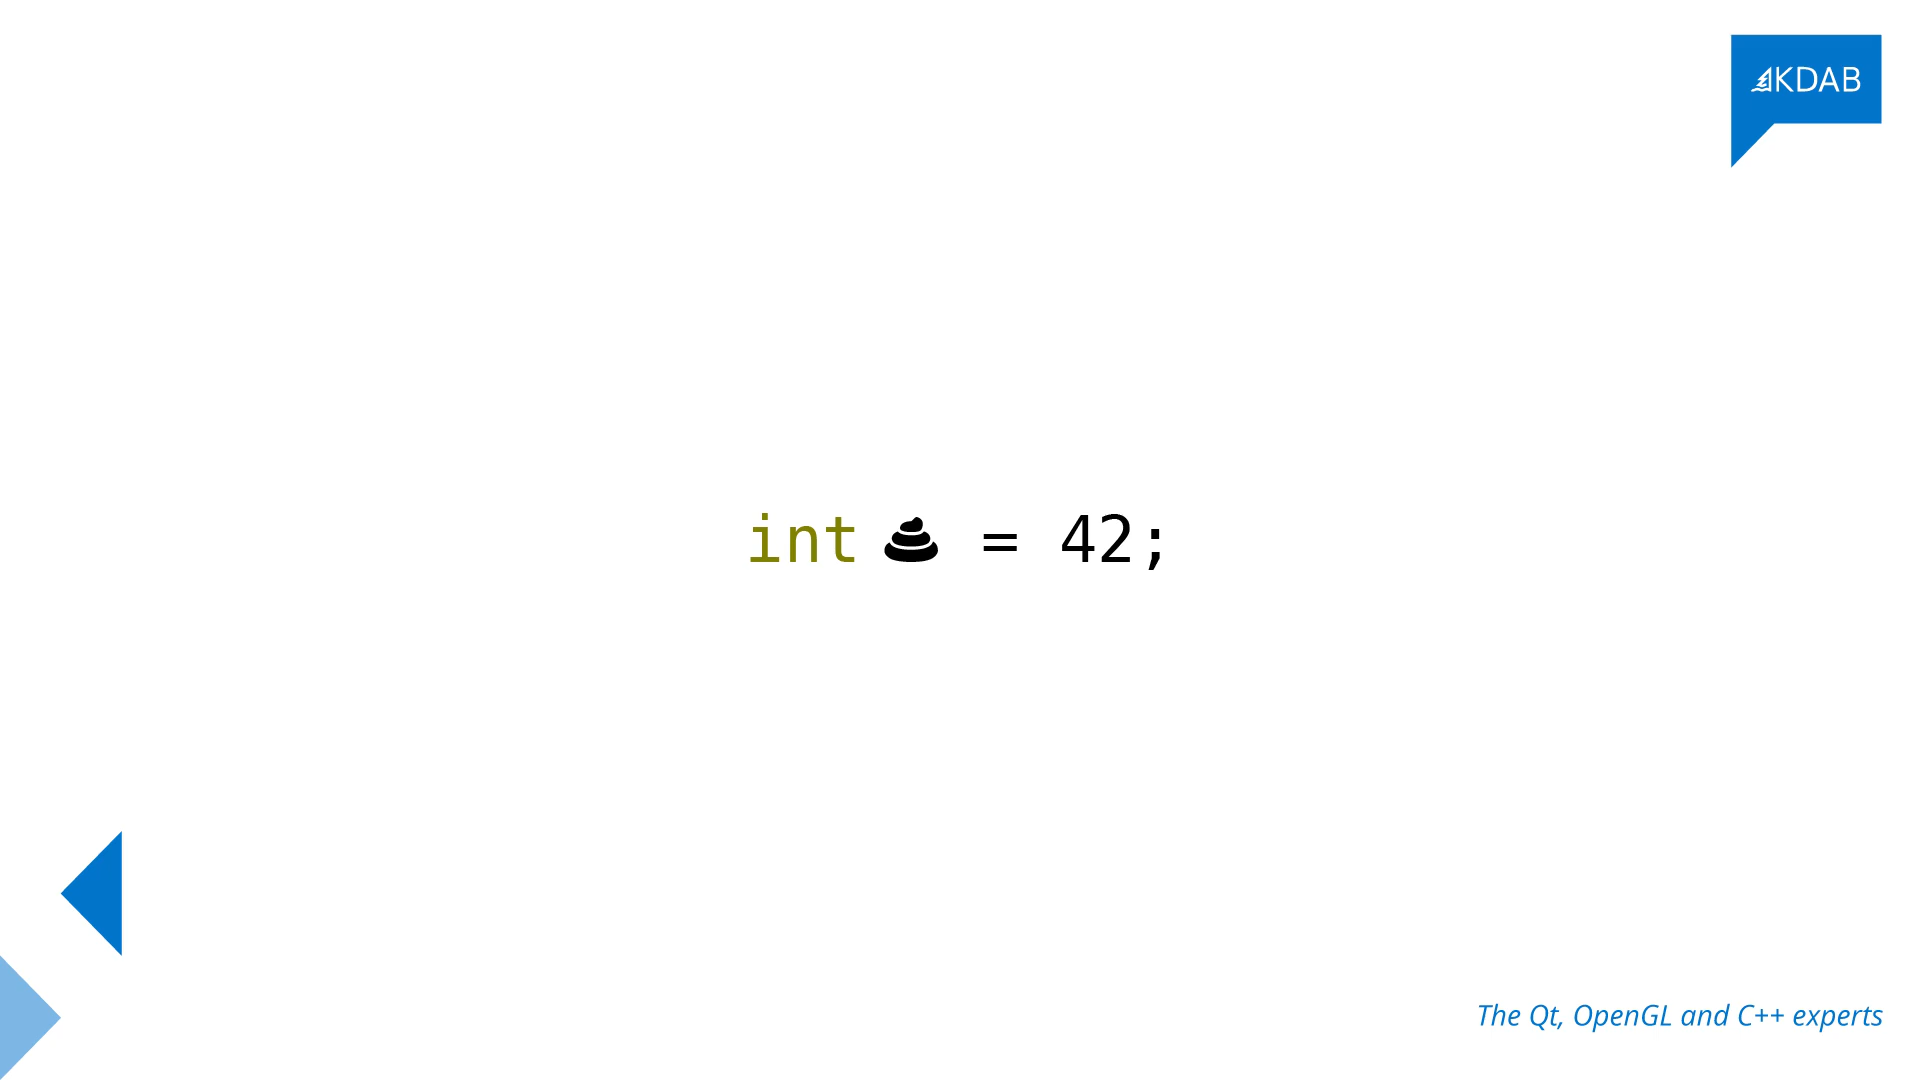 KDAB
int 💩 = 42;
The Qt, OpenGL and C++ experts